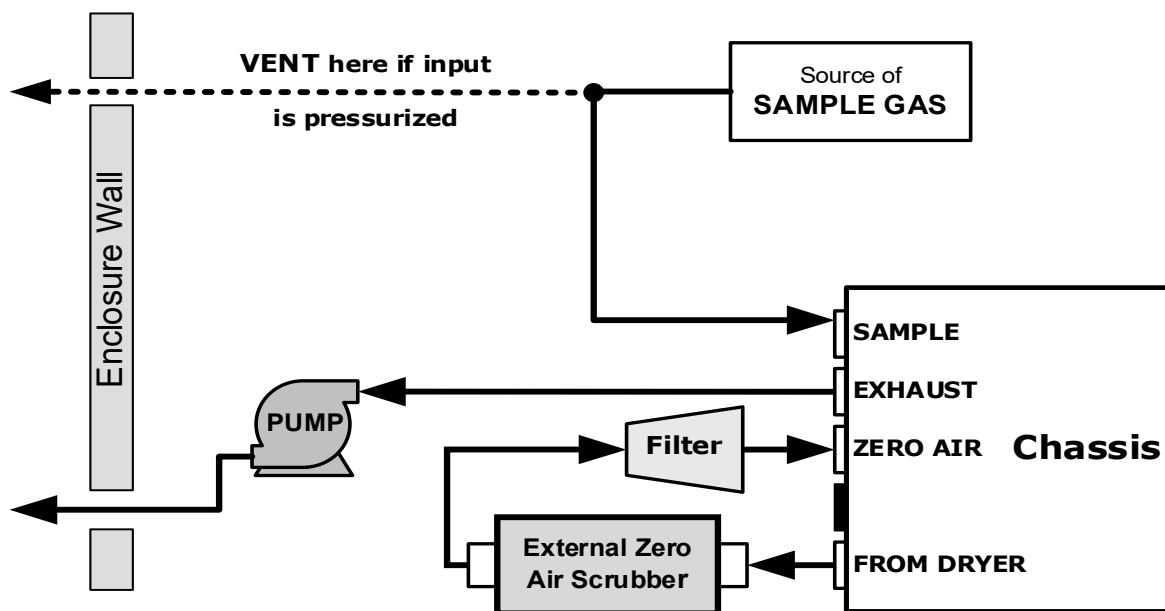 VENT here if input
is pressurized
Source of
SAMPLE GAS
Enclosure Wall
SAMPLE
EXHAUST
PUMP
Filter
ZERO AIR
Chassis
External Zero
Air Scrubber
FROM DRYER